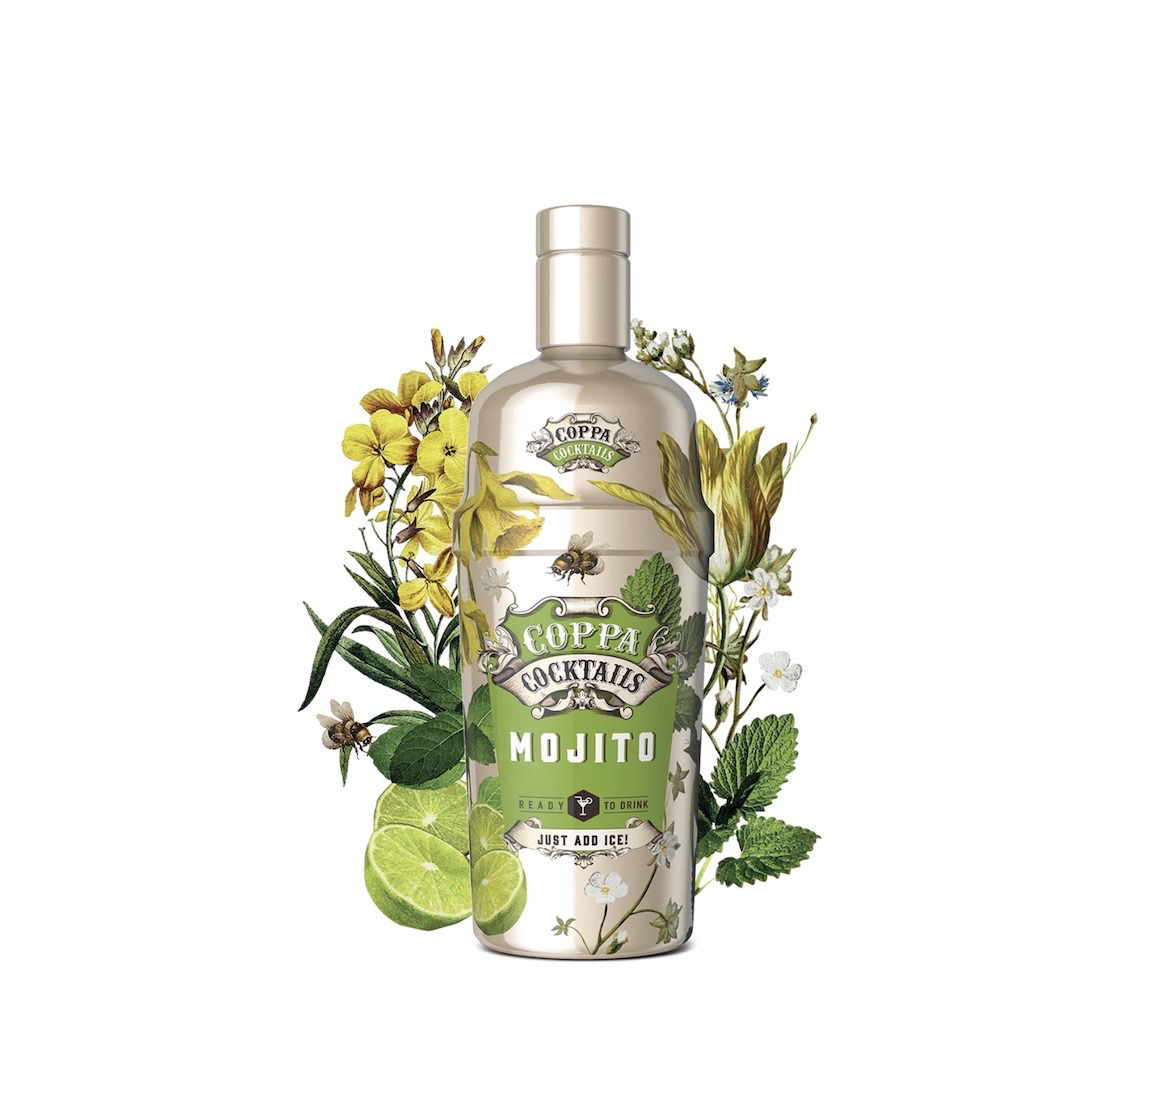 COPPA
COCKTAILS
COPPA
COCKTAILS
MOJITO
READY TO DRINK
JUST ADD ICE!